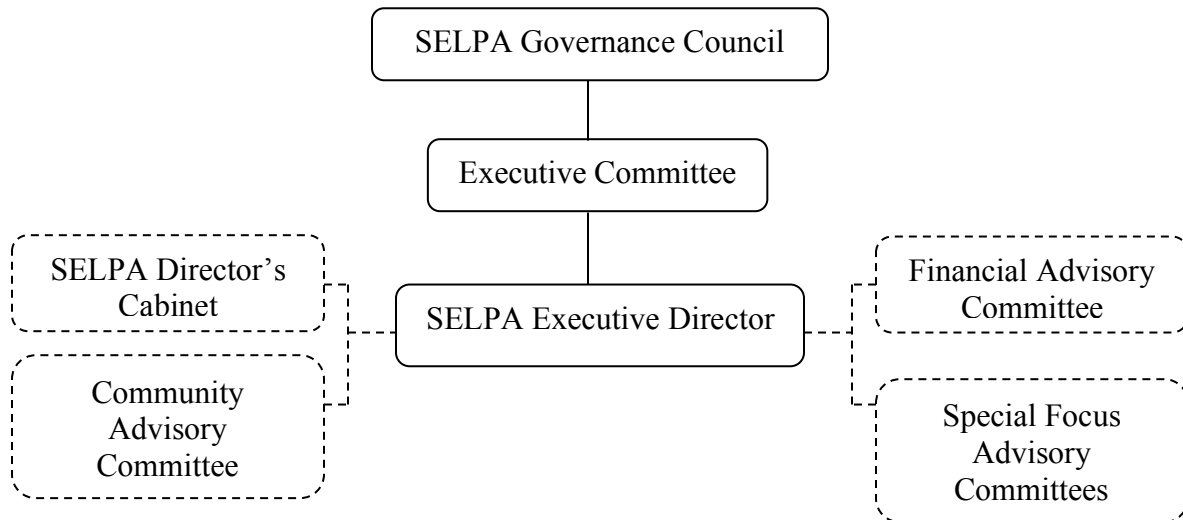 SELPA Governance Council
Executive Committee
SELPA Director’s
Cabinet
SELPA Executive Director
Financial Advisory
Committee
Community
Advisory
Committee
Special Focus
Advisory
Committees